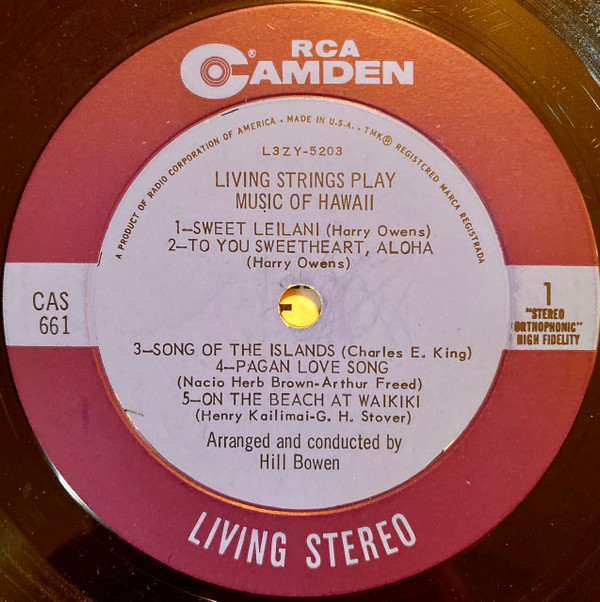 RCA
CAMDEN®
A PRODUCT OF RADIO CORPORATION OF AMERICA • MADE IN U.S.A. • TMK® REGISTERED MARCA REGISTRADA
L3ZY-5203
LIVING STRINGS PLAY
MUSIC OF HAWAII
1—SWEET LEILANI (Harry Owens)
2—TO YOU SWEETHEART, ALOHA
(Harry Owens)
CAS
661
1
"STEREO
ORTHOPHONIC"
HIGH FIDELITY
3—SONG OF THE ISLANDS (Charles E. King)
4—PAGAN LOVE SONG
(Nacio Herb Brown-Arthur Freed)
5—ON THE BEACH AT WAIKIKI
(Henry Kailimai-G. H. Stover)
Arranged and conducted by
Hill Bowen
LIVING STEREO